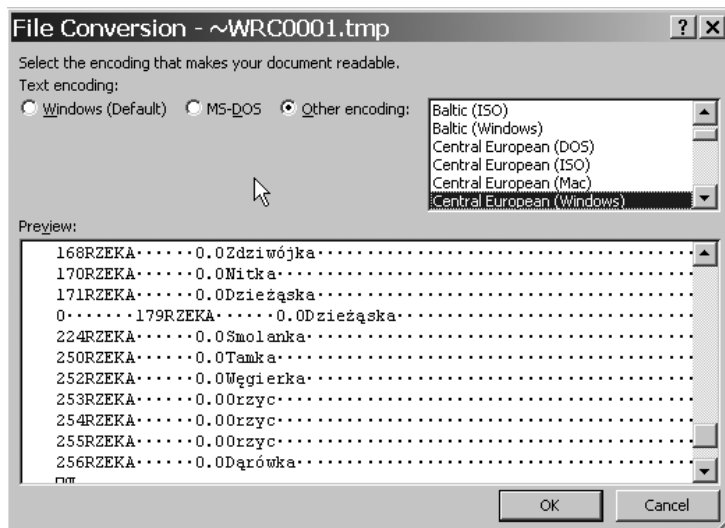 File Conversion - ~WRC0001.tmp
Select the encoding that makes your document readable.
Text encoding:
Windows (Default) MS-DOS Other encoding:
Baltic (ISO)
Baltic (Windows)
Central European (DOS)
Central European (ISO)
Central European (Mac)
Central European (Windows)
Preview:
168RZEKA······0.0Zdziwójka··········································
170RZEKA······0.0Nitka··············································
171RZEKA······0.0Dzieżąska··········································
0·······179RZEKA······0.0Dzieżąska··································
224RZEKA······0.0Smolanka···········································
250RZEKA······0.0Tamka··············································
252RZEKA······0.0Węgierka···········································
253RZEKA······0.0Orzyc··············································
254RZEKA······0.0Orzyc··············································
255RZEKA······0.0Orzyc··············································
256RZEKA······0.0Dąrówka············································
OK Cancel